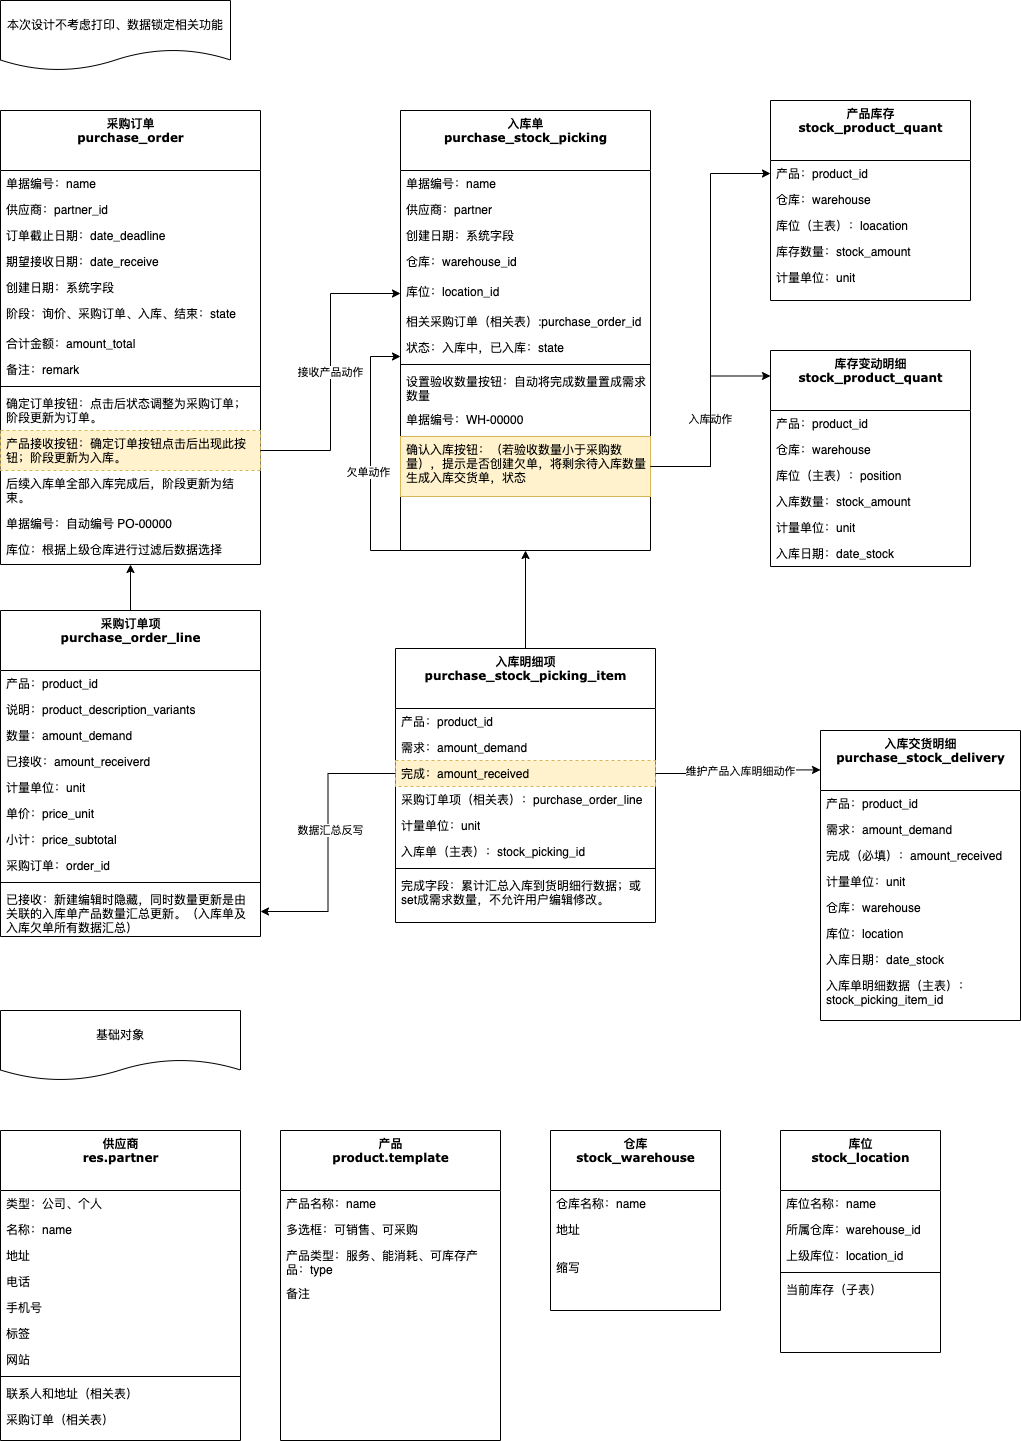 本次设计不考虑打印、数据锁定相关功能
采购订单
purchase_order
单据编号：name
供应商：partner_id
订单截止日期：date_deadline
期望接收日期：date_receive
创建日期：系统字段
阶段：询价、采购订单、入库、结束：state
合计金额：amount_total
备注：remark
确定订单按钮：点击后状态调整为采购订单；
阶段更新为订单。
产品接收按钮：确定订单按钮点击后出现此按
钮；阶段更新为入库。
后续入库单全部入库完成后，阶段更新为结
束。
单据编号：自动编号 PO-00000
库位：根据上级仓库进行过滤后数据选择
接收产品动作
入库单
purchase_stock_picking
单据编号：name
供应商：partner
创建日期：系统字段
仓库：warehouse_id
库位：location_id
相关采购订单（相关表）:purchase_order_id
状态：入库中，已入库：state
设置验收数量按钮：自动将完成数量置成需求
数量
单据编号：WH-00000
确认入库按钮：（若验收数量小于采购数
量），提示是否创建欠单，将剩余待入库数量
生成入库交货单，状态
欠单动作
入库动作
产品库存
stock_product_quant
产品：product_id
仓库：warehouse
库位（主表）：loacation
库存数量：stock_amount
计量单位：unit
库存变动明细
stock_product_quant
产品：product_id
仓库：warehouse
库位（主表）：position
入库数量：stock_amount
计量单位：unit
入库日期：date_stock
采购订单项
purchase_order_line
产品：product_id
说明：product_description_variants
数量：amount_demand
已接收：amount_receiverd
计量单位：unit
单价：price_unit
小计：price_subtotal
采购订单：order_id
已接收：新建编辑时隐藏，同时数量更新是由
关联的入库单产品数量汇总更新。（入库单及
入库欠单所有数据汇总）
数据汇总反写
入库明细项
purchase_stock_picking_item
产品：product_id
需求：amount_demand
完成：amount_received
采购订单项（相关表）：purchase_order_line
计量单位：unit
入库单（主表）：stock_picking_id
完成字段：累计汇总入库到货明细行数据；或
set成需求数量，不允许用户编辑修改。
维护产品入库明细动作
入库交货明细
purchase_stock_delivery
产品：product_id
需求：amount_demand
完成（必填）：amount_received
计量单位：unit
仓库：warehouse
库位：location
入库日期：date_stock
入库单明细数据（主表）：
stock_picking_item_id
基础对象
供应商
res.partner
类型：公司、个人
名称：name
地址
电话
手机号
标签
网站
联系人和地址（相关表）
采购订单（相关表）
产品
product.template
产品名称：name
多选框：可销售、可采购
产品类型：服务、能消耗、可库存产
品：type
备注
仓库
stock_warehouse
仓库名称：name
地址
缩写
库位
stock_location
库位名称：name
所属仓库：warehouse_id
上级库位：location_id
当前库存（子表）